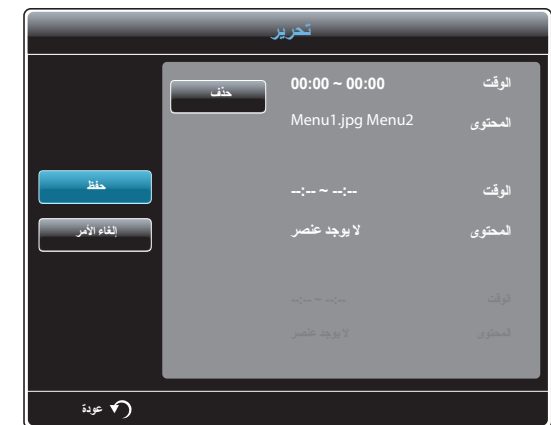 تحرير
الوقت 00:00 ~ 00:00 حذف
المحتوى Menu1.jpg Menu2
حفظ
الوقت --:-- ~ --:--
المحتوى لا يوجد عنصر
إلغاء الأمر
الوقت --:-- ~ --:--
المحتوى لا يوجد عنصر
عودة